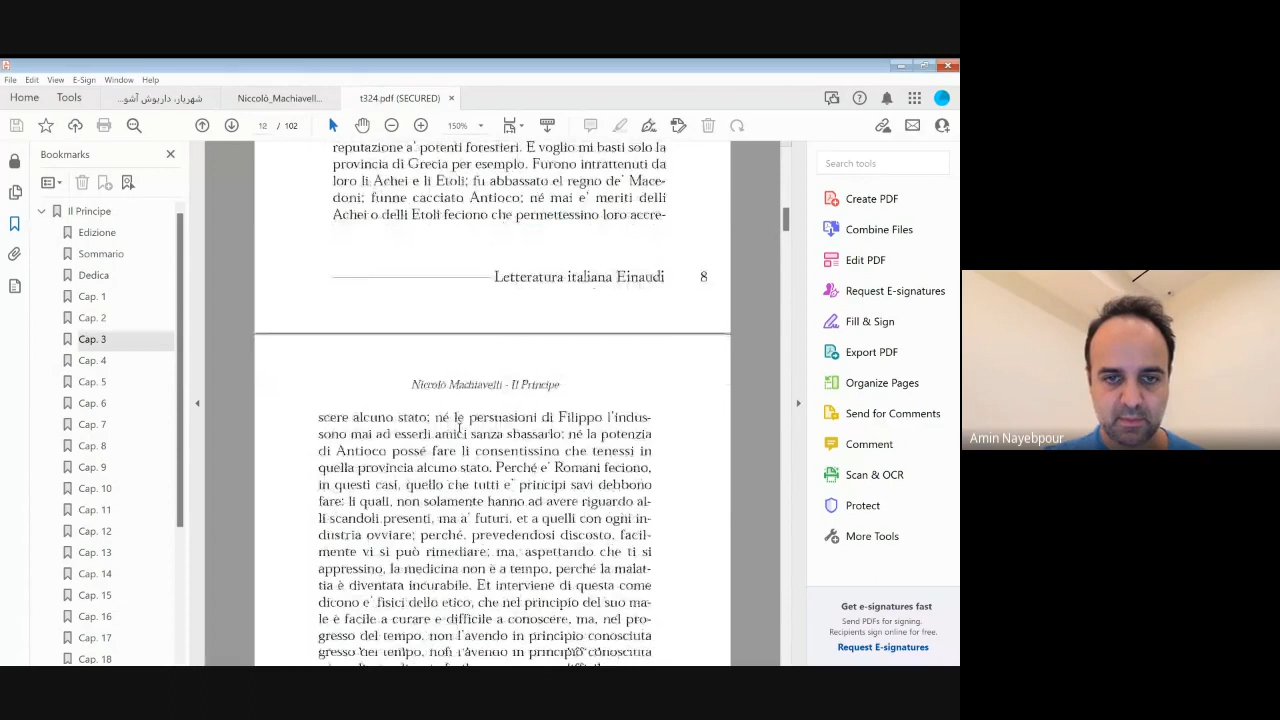 File Edit View E-Sign Window Help
Home Tools شهریار، داریوش آشو... Niccolò_Machiavell... t324.pdf (SECURED)
12 / 102 150%
Bookmarks
Il Principe
Edizione
Sommario
Dedica
Cap. 1
Cap. 2
Cap. 3
Cap. 4
Cap. 5
Cap. 6
Cap. 7
Cap. 8
Cap. 9
Cap. 10
Cap. 11
Cap. 12
Cap. 13
Cap. 14
Cap. 15
Cap. 16
Cap. 17
Cap. 18
reputazione a' potenti forestieri. E voglio mi basti solo la
provincia di Grecia per esemplo. Furono intrattenuti da
loro li Achei e li Etoli; fu abbassato el regno de' Mace-
doni; funne cacciato Antioco; né mai e' meriti delli
Achei o delli Etoli feciono che permettessino loro accre-
Letteratura italiana Einaudi 8
Niccolò Machiavelli - Il Principe
scere alcuno stato; né le persuasioni di Filippo l'indus-
sono mai ad esserli amici sanza sbassarlo; né la potenzia
di Antioco possé fare li consentissino che tenessi in
quella provincia alcuno stato. Perché e' Romani feciono,
in questi casi, quello che tutti e' principi savi debbono
fare: li quali, non solamente hanno ad avere riguardo al-
li scandoli presenti, ma a' futuri, et a quelli con ogni in-
dustria ovviare; perché, prevedendosi discosto, facil-
mente vi si può rimediare; ma, aspettando che ti si
appressino, la medicina non è a tempo, perché la malat-
tia è diventata incurabile. Et interviene di questa come
dicono e' fisici dello etico, che nel principio del suo ma-
le è facile a curare e difficile a conoscere, ma, nel pro-
gresso del tempo, non l'avendo in principio conosciuta
Search tools
Create PDF
Combine Files
Edit PDF
Request E-signatures
Fill & Sign
Export PDF
Organize Pages
Send for Comments
Comment
Scan & OCR
Protect
More Tools
Get e-signatures fast
Send PDFs for signing.
Recipients sign online for free.
Request E-signatures
Amin Nayebpour